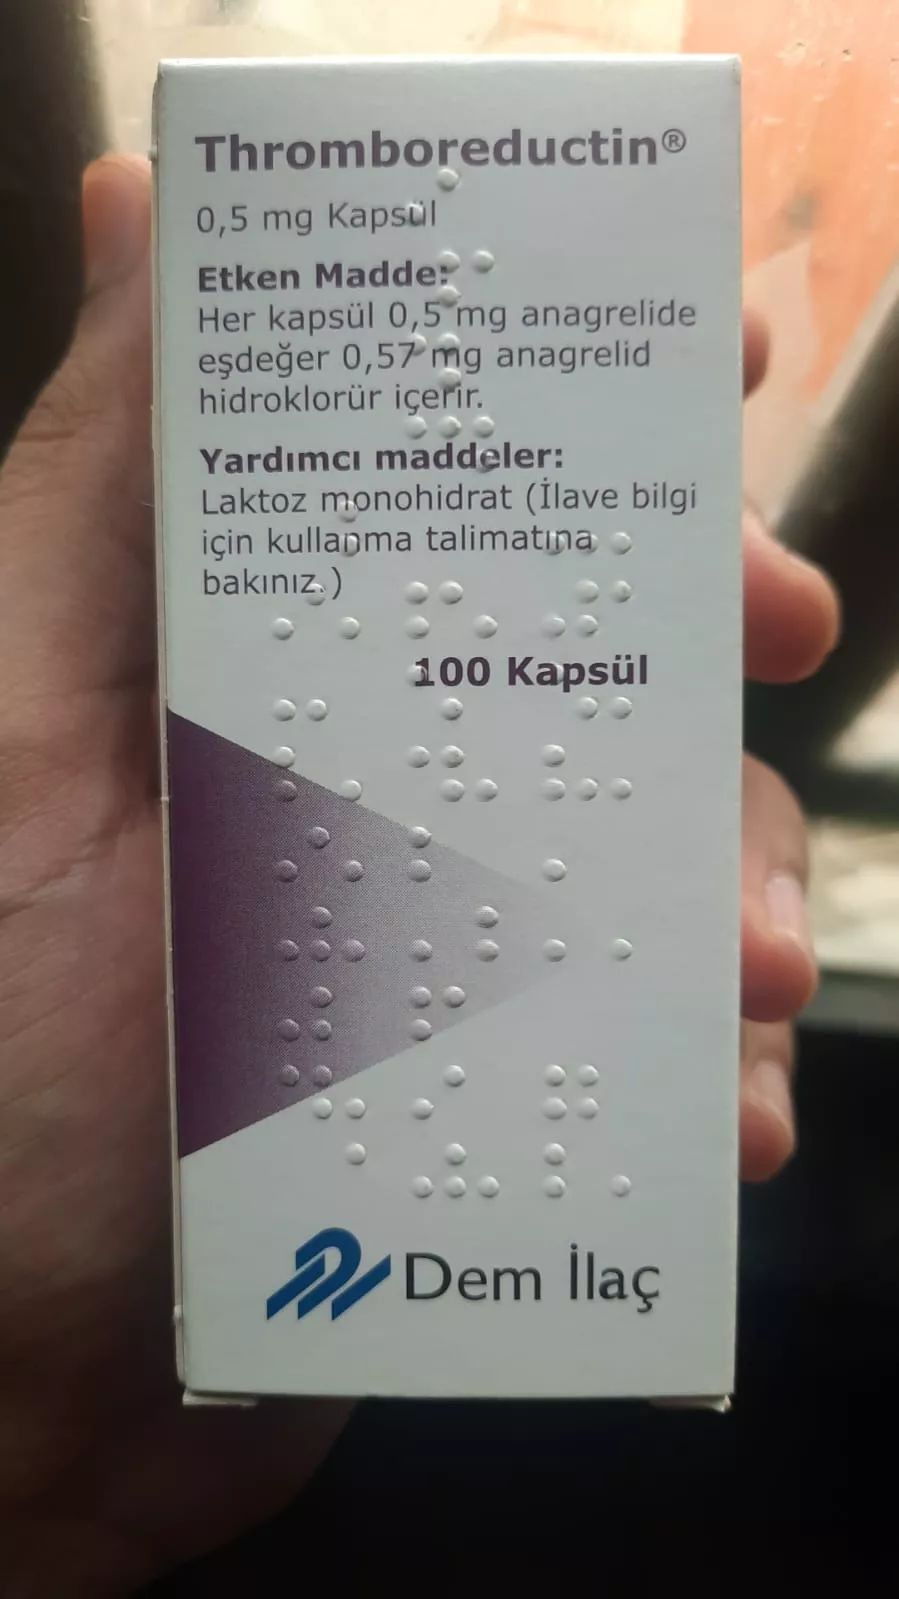 Thromboreductin®
0,5 mg Kapsül
Etken Madde:
Her kapsül 0,5 mg anagrelide
eşdeğer 0,57 mg anagrelid
hidroklorür içerir.
Yardımcı maddeler:
Laktoz monohidrat (İlave bilgi
için kullanma talimatına
bakınız.)
100 Kapsül
Dem İlaç